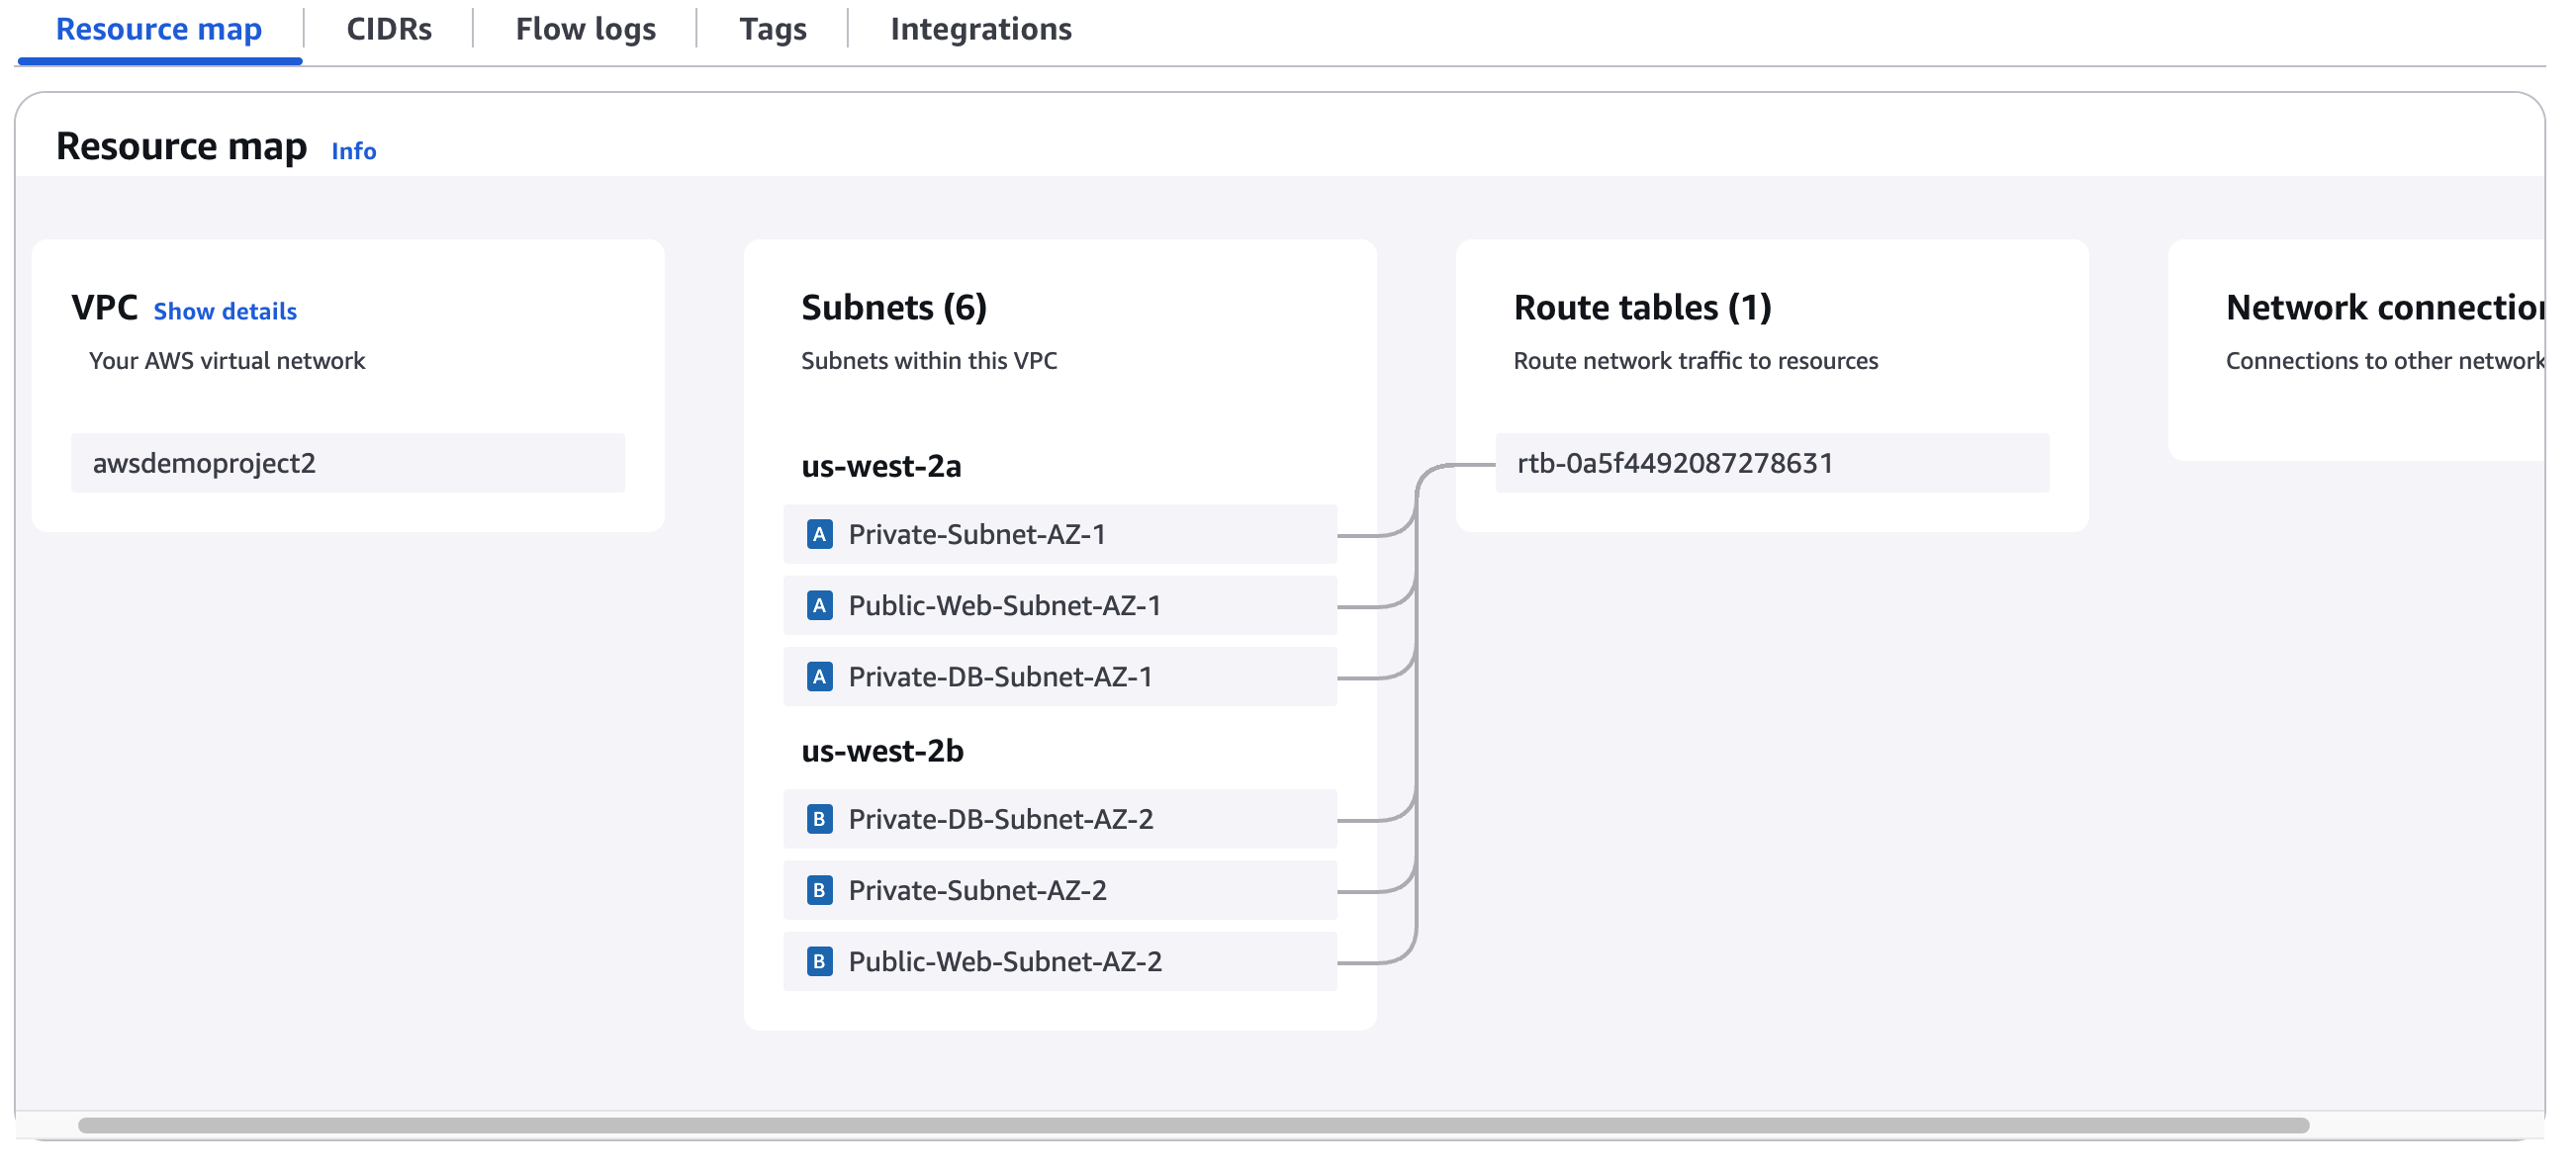 Resource map
CIDRs
Flow logs
Tags
Integrations
Resource map Info
VPC Show details
Your AWS virtual network
awsdemoproject2
Subnets (6)
Subnets within this VPC
us-west-2a
A Private-Subnet-AZ-1
A Public-Web-Subnet-AZ-1
A Private-DB-Subnet-AZ-1
us-west-2b
B Private-DB-Subnet-AZ-2
B Private-Subnet-AZ-2
B Public-Web-Subnet-AZ-2
Route tables (1)
Route network traffic to resources
rtb-0a5f4492087278631
Network connection
Connections to other network